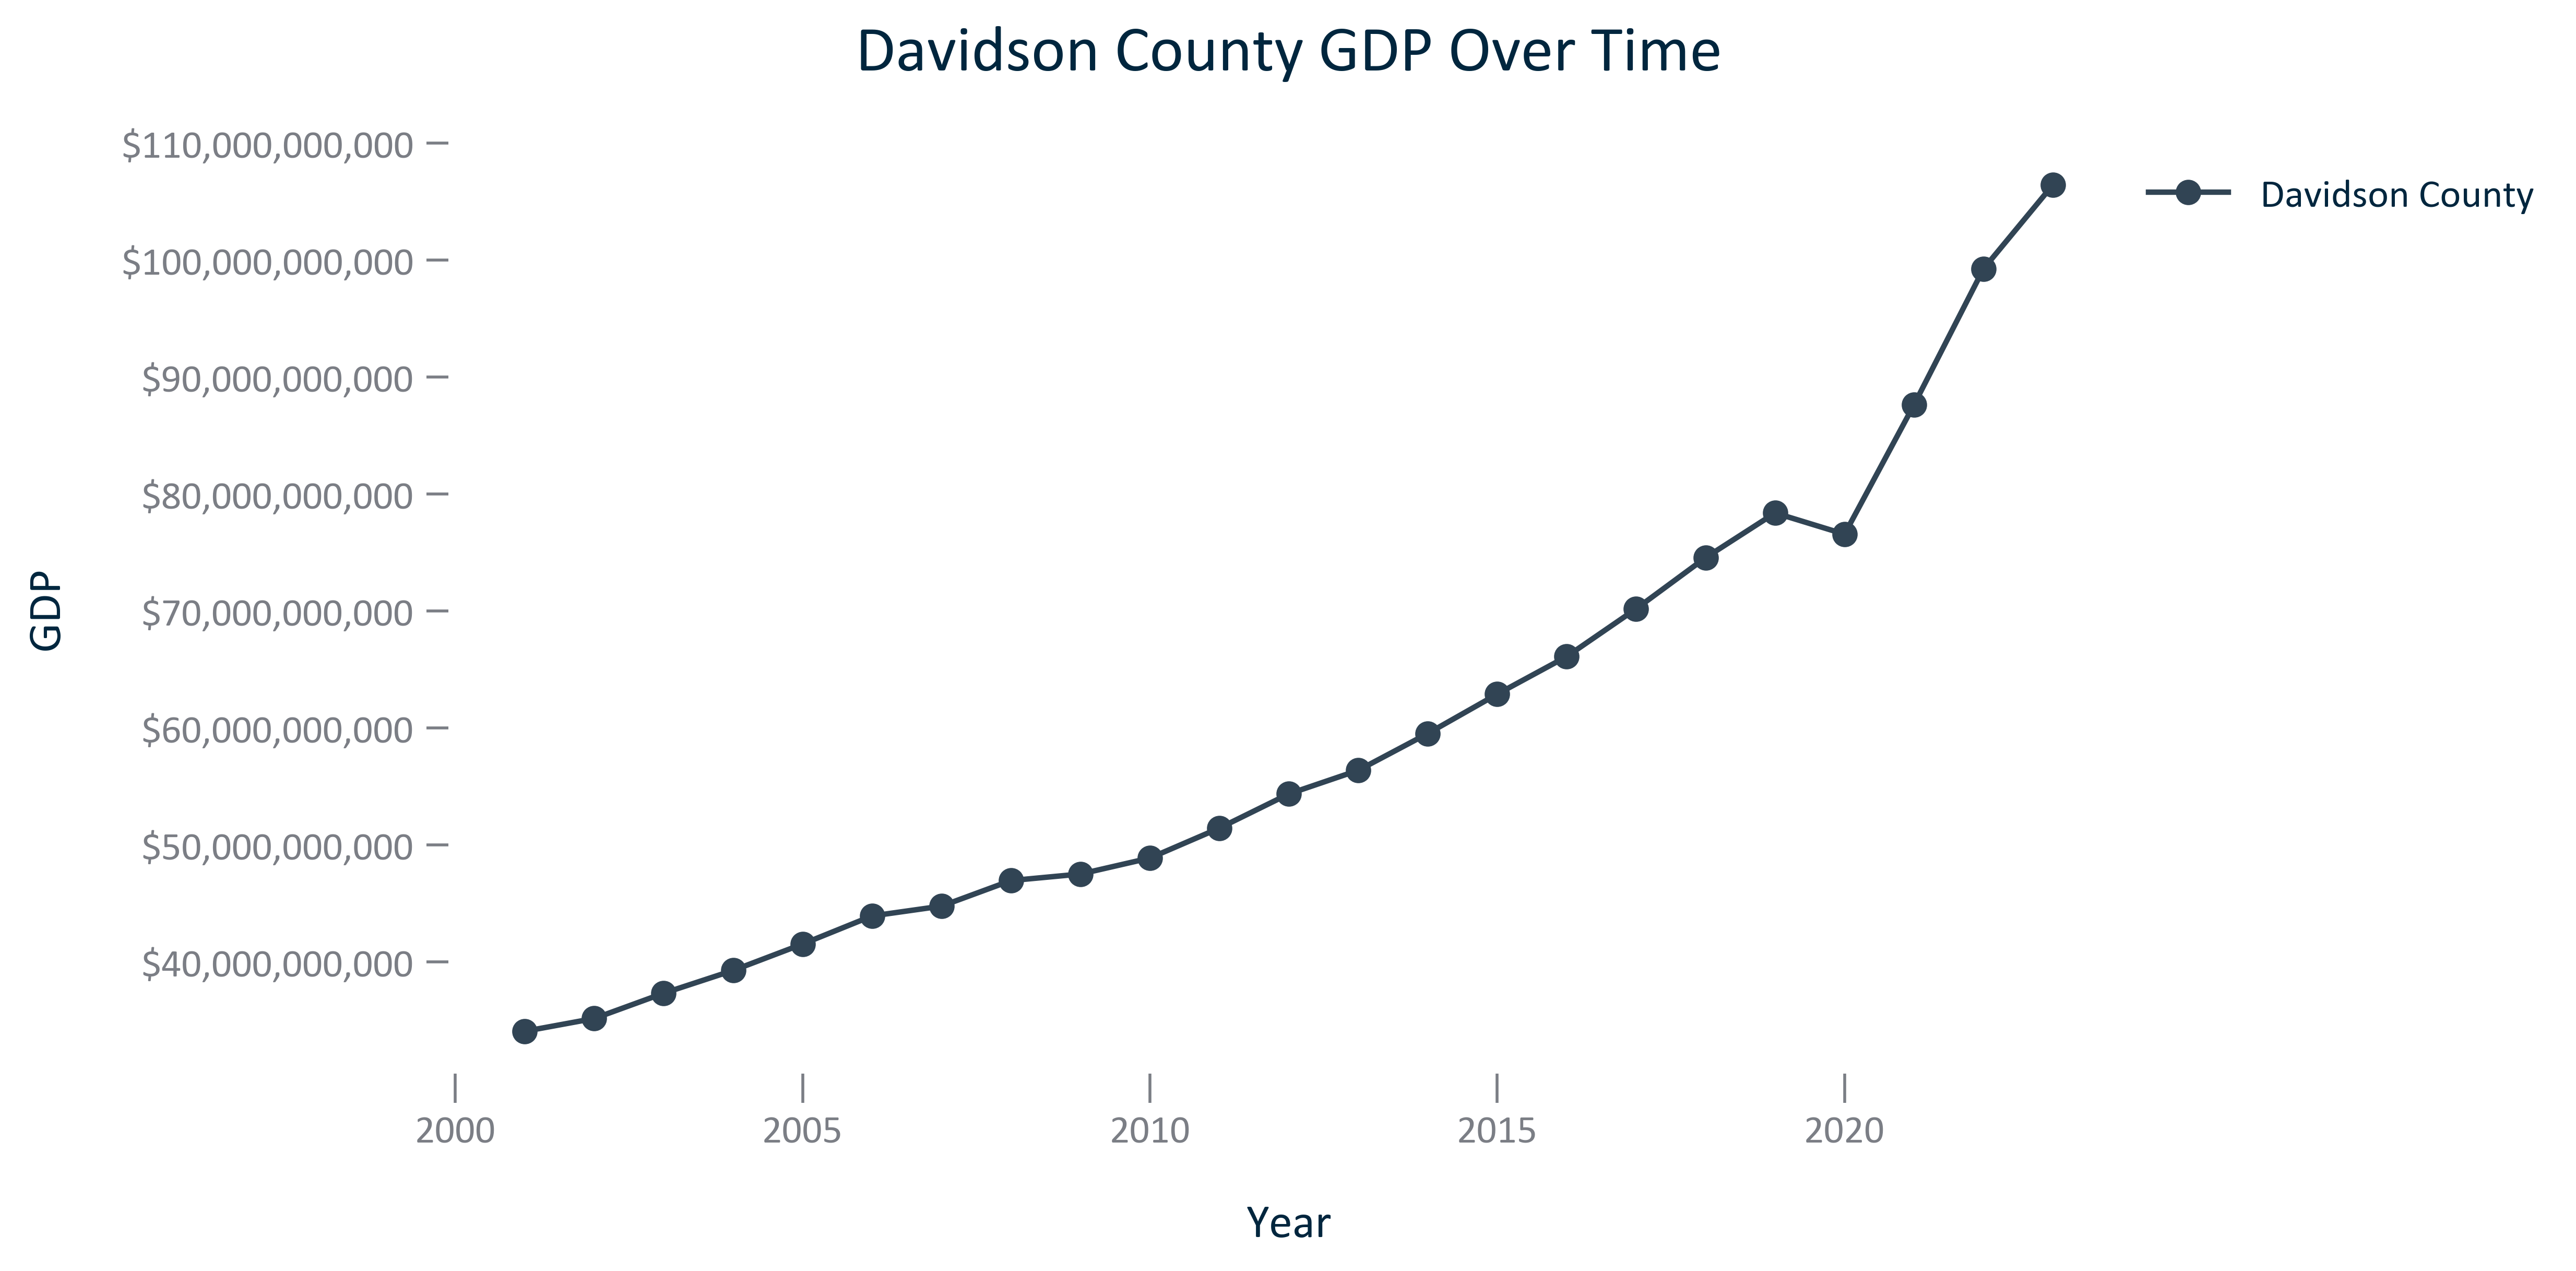 Davidson County GDP Over Time
$110,000,000,000
$100,000,000,000
$90,000,000,000
$80,000,000,000
$70,000,000,000
$60,000,000,000
$50,000,000,000
$40,000,000,000
GDP
Davidson County
2000 2005 2010 2015 2020
Year